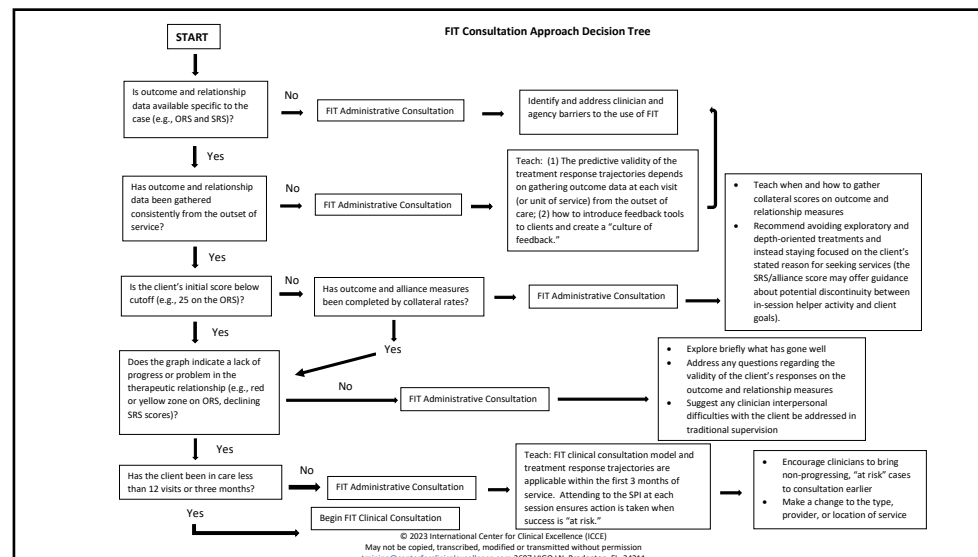 FIT Consultation Approach Decision Tree
START
Is outcome and relationship
data available specific to
the case (e.g., ORS and SRS)?
No
FIT Administrative Consultation
Identify and address clinician and
agency barriers to the use of FIT
Yes
Has outcome and relationship
data been gathered
consistently from the outset of
service?
No
FIT Administrative Consultation
Teach: (1) The predictive validity of the
treatment response trajectories depends
on gathering outcome data at each visit
(or unit of service) from the outset of
care; (2) how to introduce feedback tools
to clients and create a “culture of
feedback.”
Yes
Is the client’s initial score below
cutoff (e.g., 25 on the ORS)?
No
Has outcome and alliance measures
been completed by collateral rates?
FIT Administrative Consultation
• Teach when and how to gather
collateral scores on outcome and
relationship measures
• Recommend avoiding exploratory and
depth-oriented treatments and
instead staying focused on the client’s
stated reason for seeking services (the
SRS/alliance score may offer guidance
about potential discontinuity between
in-session helper activity and client
goals).
Yes
Yes
Does the graph indicate a lack of
progress or problem in the
therapeutic relationship (e.g., red
or yellow zone on ORS, declining
SRS scores)?
No
FIT Administrative Consultation
• Explore briefly what has gone well
• Address any questions regarding the
validity of the client’s responses on the
outcome and relationship measures
• Suggest any clinician interpersonal
difficulties with the client be addressed in
traditional supervision
Yes
Has the client been in care less
than 12 visits or three months?
No
FIT Administrative Consultation
Teach: FIT clinical consultation model and
treatment response trajectories are
applicable within the first 3 months of
service. Attending to the SPI at each
session ensures action is taken when
success is “at risk.”
• Encourage clinicians to bring
non-progressing, “at risk” cases
to consultation earlier
• Make a change to the type,
provider, or location of service
Yes
Begin FIT Clinical Consultation
© 2023 International Center for Clinical Excellence (ICCE)
May not be copied, transcribed, modified or transmitted without permission